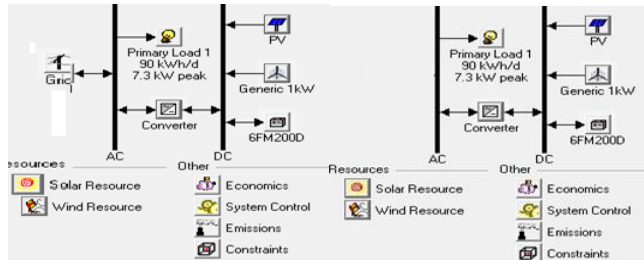 PV
Primary Load 1
90 kWh/d
7.3 kW peak
Gric
Generic 1kW
Converter
6FM200D
AC
DC
esources
Other
Solar Resource
Economics
Wind Resource
System Control
Emissions
Constraints
PV
Primary Load 1
90 kWh/d
7.3 kW peak
Generic 1kW
Converter
6FM200D
AC
DC
Resources
Other
Solar Resource
Economics
Wind Resource
System Control
Emissions
Constraints